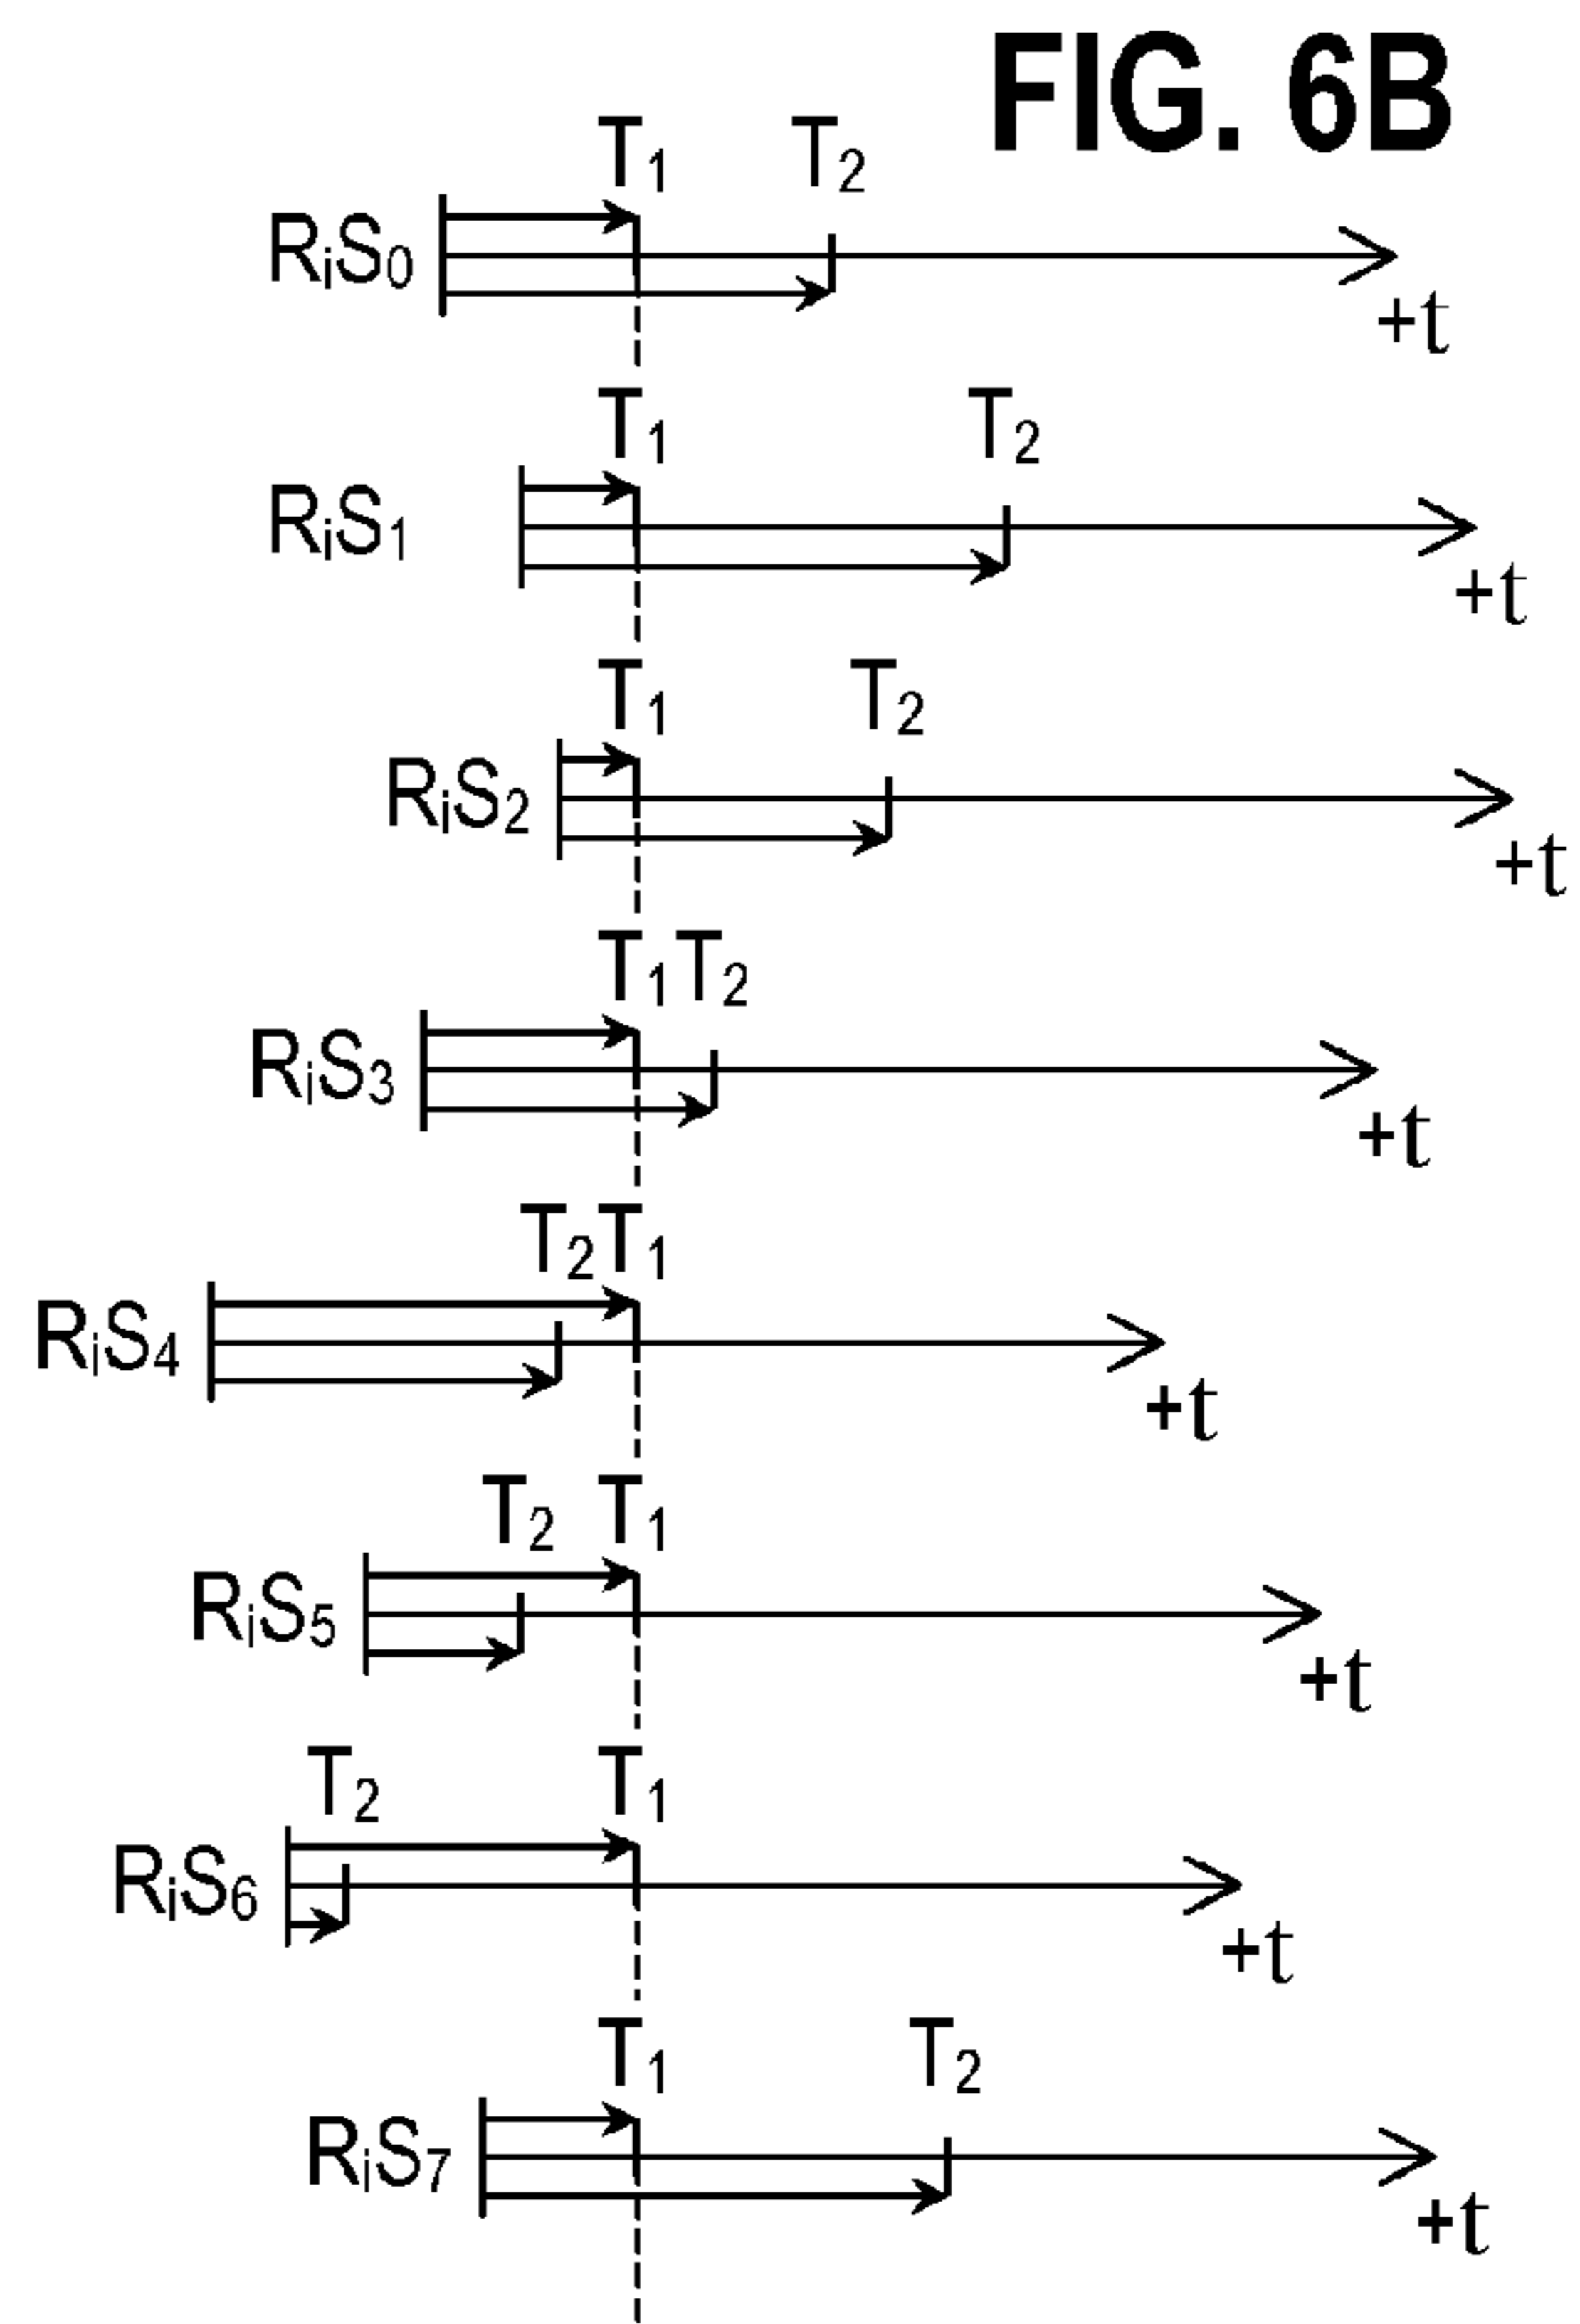 FIG. 6B
T1 T2
RiS0
+t
T1 T2
RiS1
+t
T1 T2
RiS2
+t
T1 T2
RiS3
+t
T2 T1
RiS4
+t
T2 T1
RiS5
+t
T2 T1
RiS6
+t
T1 T2
RiS7
+t